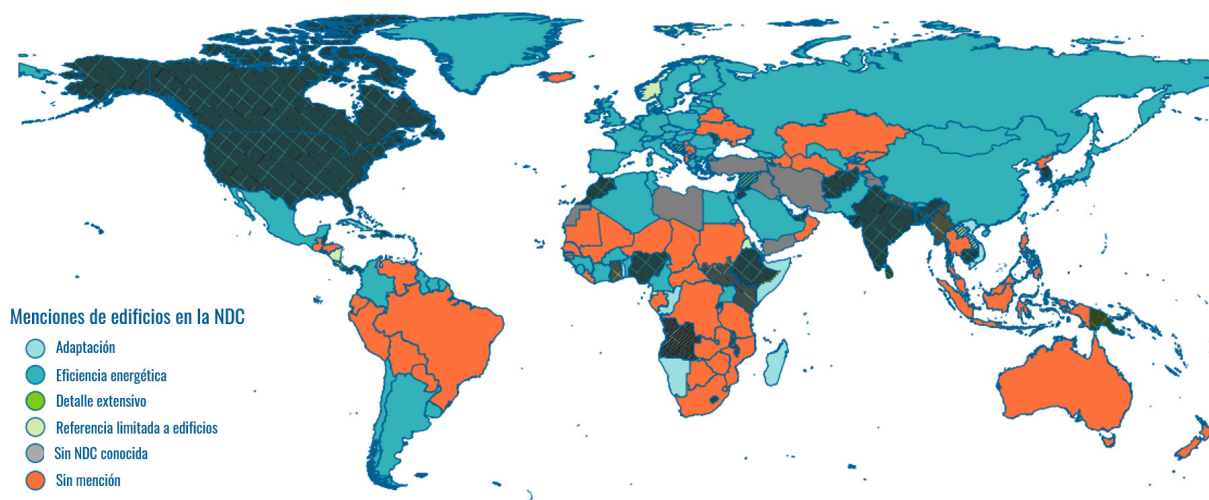 Menciones de edificios en la NDC
Adaptación
Eficiencia energética
Detalle extensivo
Referencia limitada a edificios
Sin NDC conocida
Sin mención